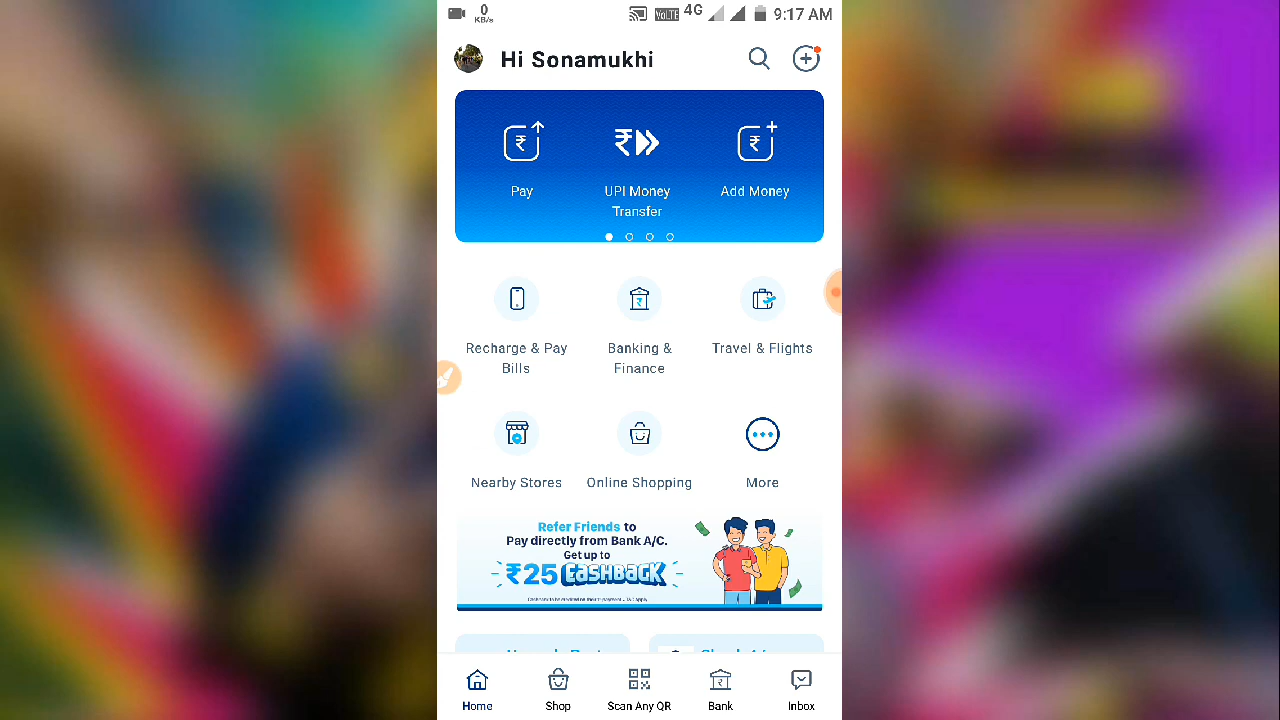 0
KB/s
VoLTE 4G 9:17 AM
Hi Sonamukhi
Pay
UPI Money
Transfer
Add Money
Recharge & Pay
Bills
Banking &
Finance
Travel & Flights
Nearby Stores
Online Shopping
More
Refer Friends to
Pay directly from Bank A/C.
Get up to
₹25 CASHBACK
Home
Shop
Scan Any QR
Bank
Inbox